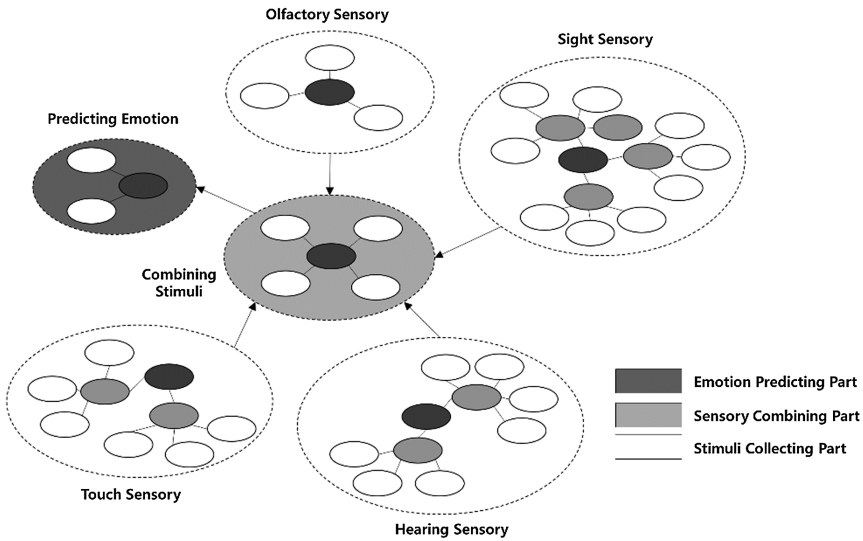 Olfactory Sensory
Sight Sensory
Predicting Emotion
Combining
Stimuli
Emotion Predicting Part
Sensory Combining Part
Stimuli Collecting Part
Touch Sensory
Hearing Sensory